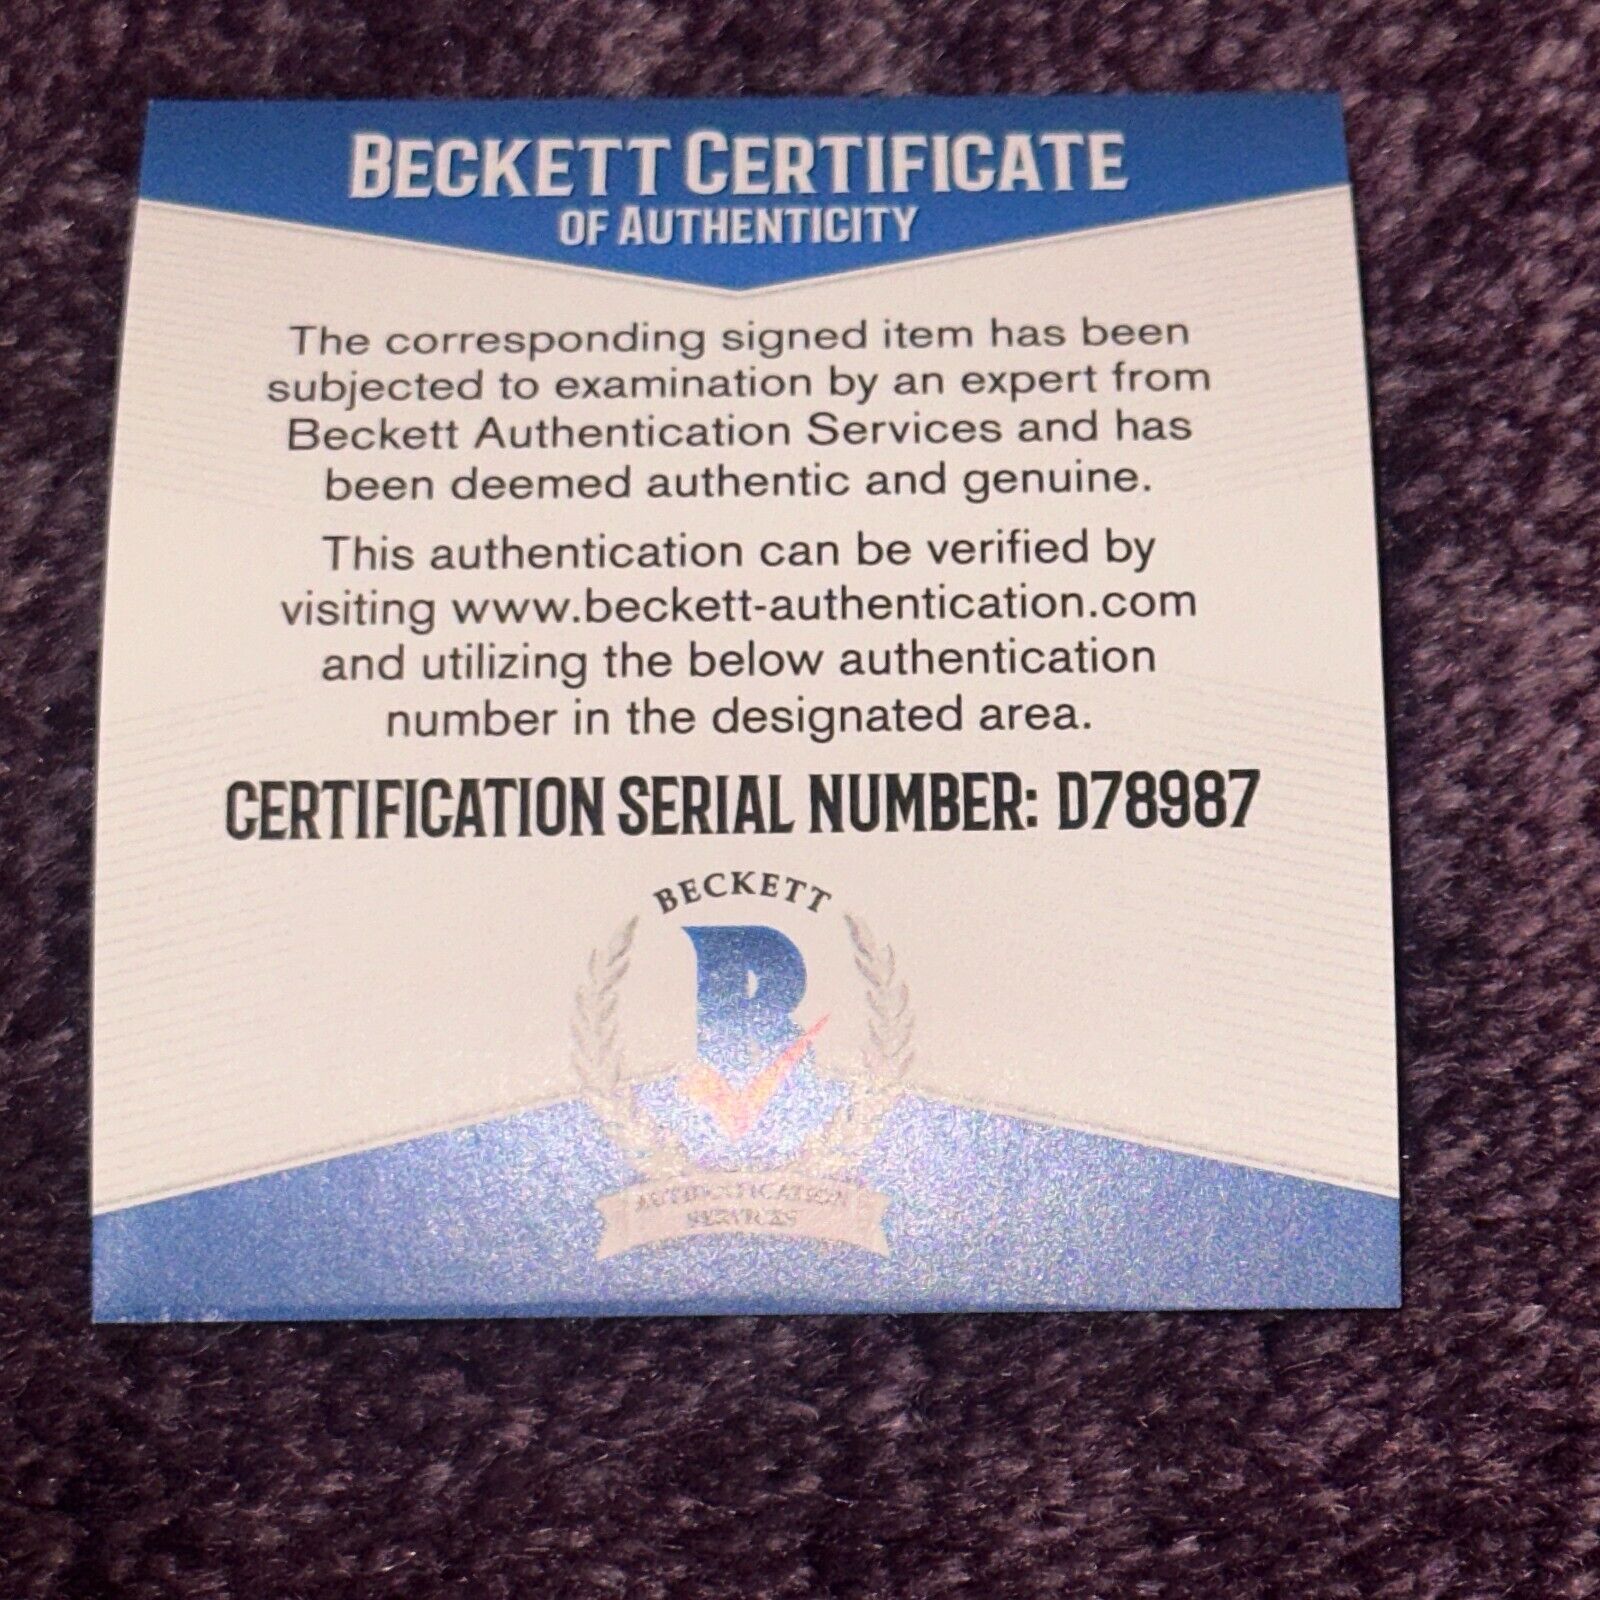 BECKETT CERTIFICATE
OF AUTHENTICITY
The corresponding signed item has been
subjected to examination by an expert from
Beckett Authentication Services and has
been deemed authentic and genuine.
This authentication can be verified by
visiting www.beckett-authentication.com
and utilizing the below authentication
number in the designated area.
CERTIFICATION SERIAL NUMBER: D78987
BECKETT
B
AUTHENTICATION
SERVICES